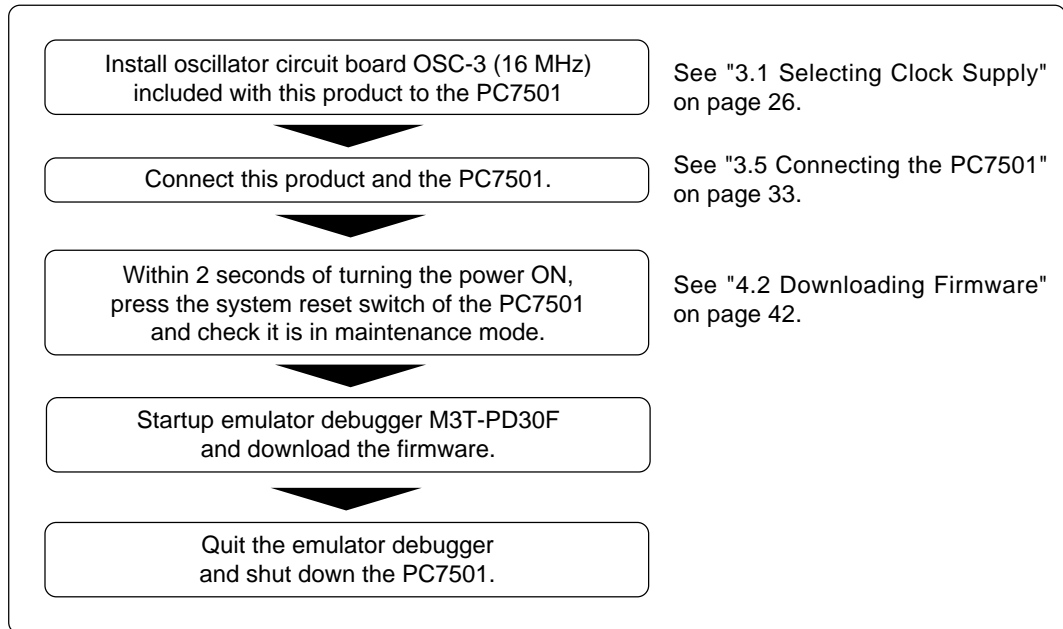 Install oscillator circuit board OSC-3 (16 MHz)
included with this product to the PC7501
See "3.1 Selecting Clock Supply"
on page 26.
Connect this product and the PC7501.
See "3.5 Connecting the PC7501"
on page 33.
Within 2 seconds of turning the power ON,
press the system reset switch of the PC7501
and check it is in maintenance mode.
See "4.2 Downloading Firmware"
on page 42.
Startup emulator debugger M3T-PD30F
and download the firmware.
Quit the emulator debugger
and shut down the PC7501.